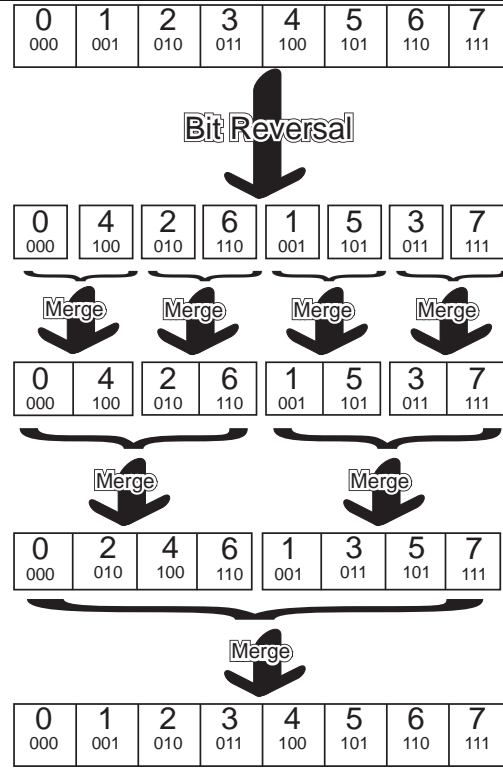 0 1 2 3 4 5 6 7
000 001 010 011 100 101 110 111
Bit Reversal
0 4 2 6 1 5 3 7
000 100 010 110 001 101 011 111
Merge Merge Merge Merge
0 4 2 6 1 5 3 7
000 100 010 110 001 101 011 111
Merge Merge
0 2 4 6 1 3 5 7
000 010 100 110 001 011 101 111
Merge
0 1 2 3 4 5 6 7
000 001 010 011 100 101 110 111